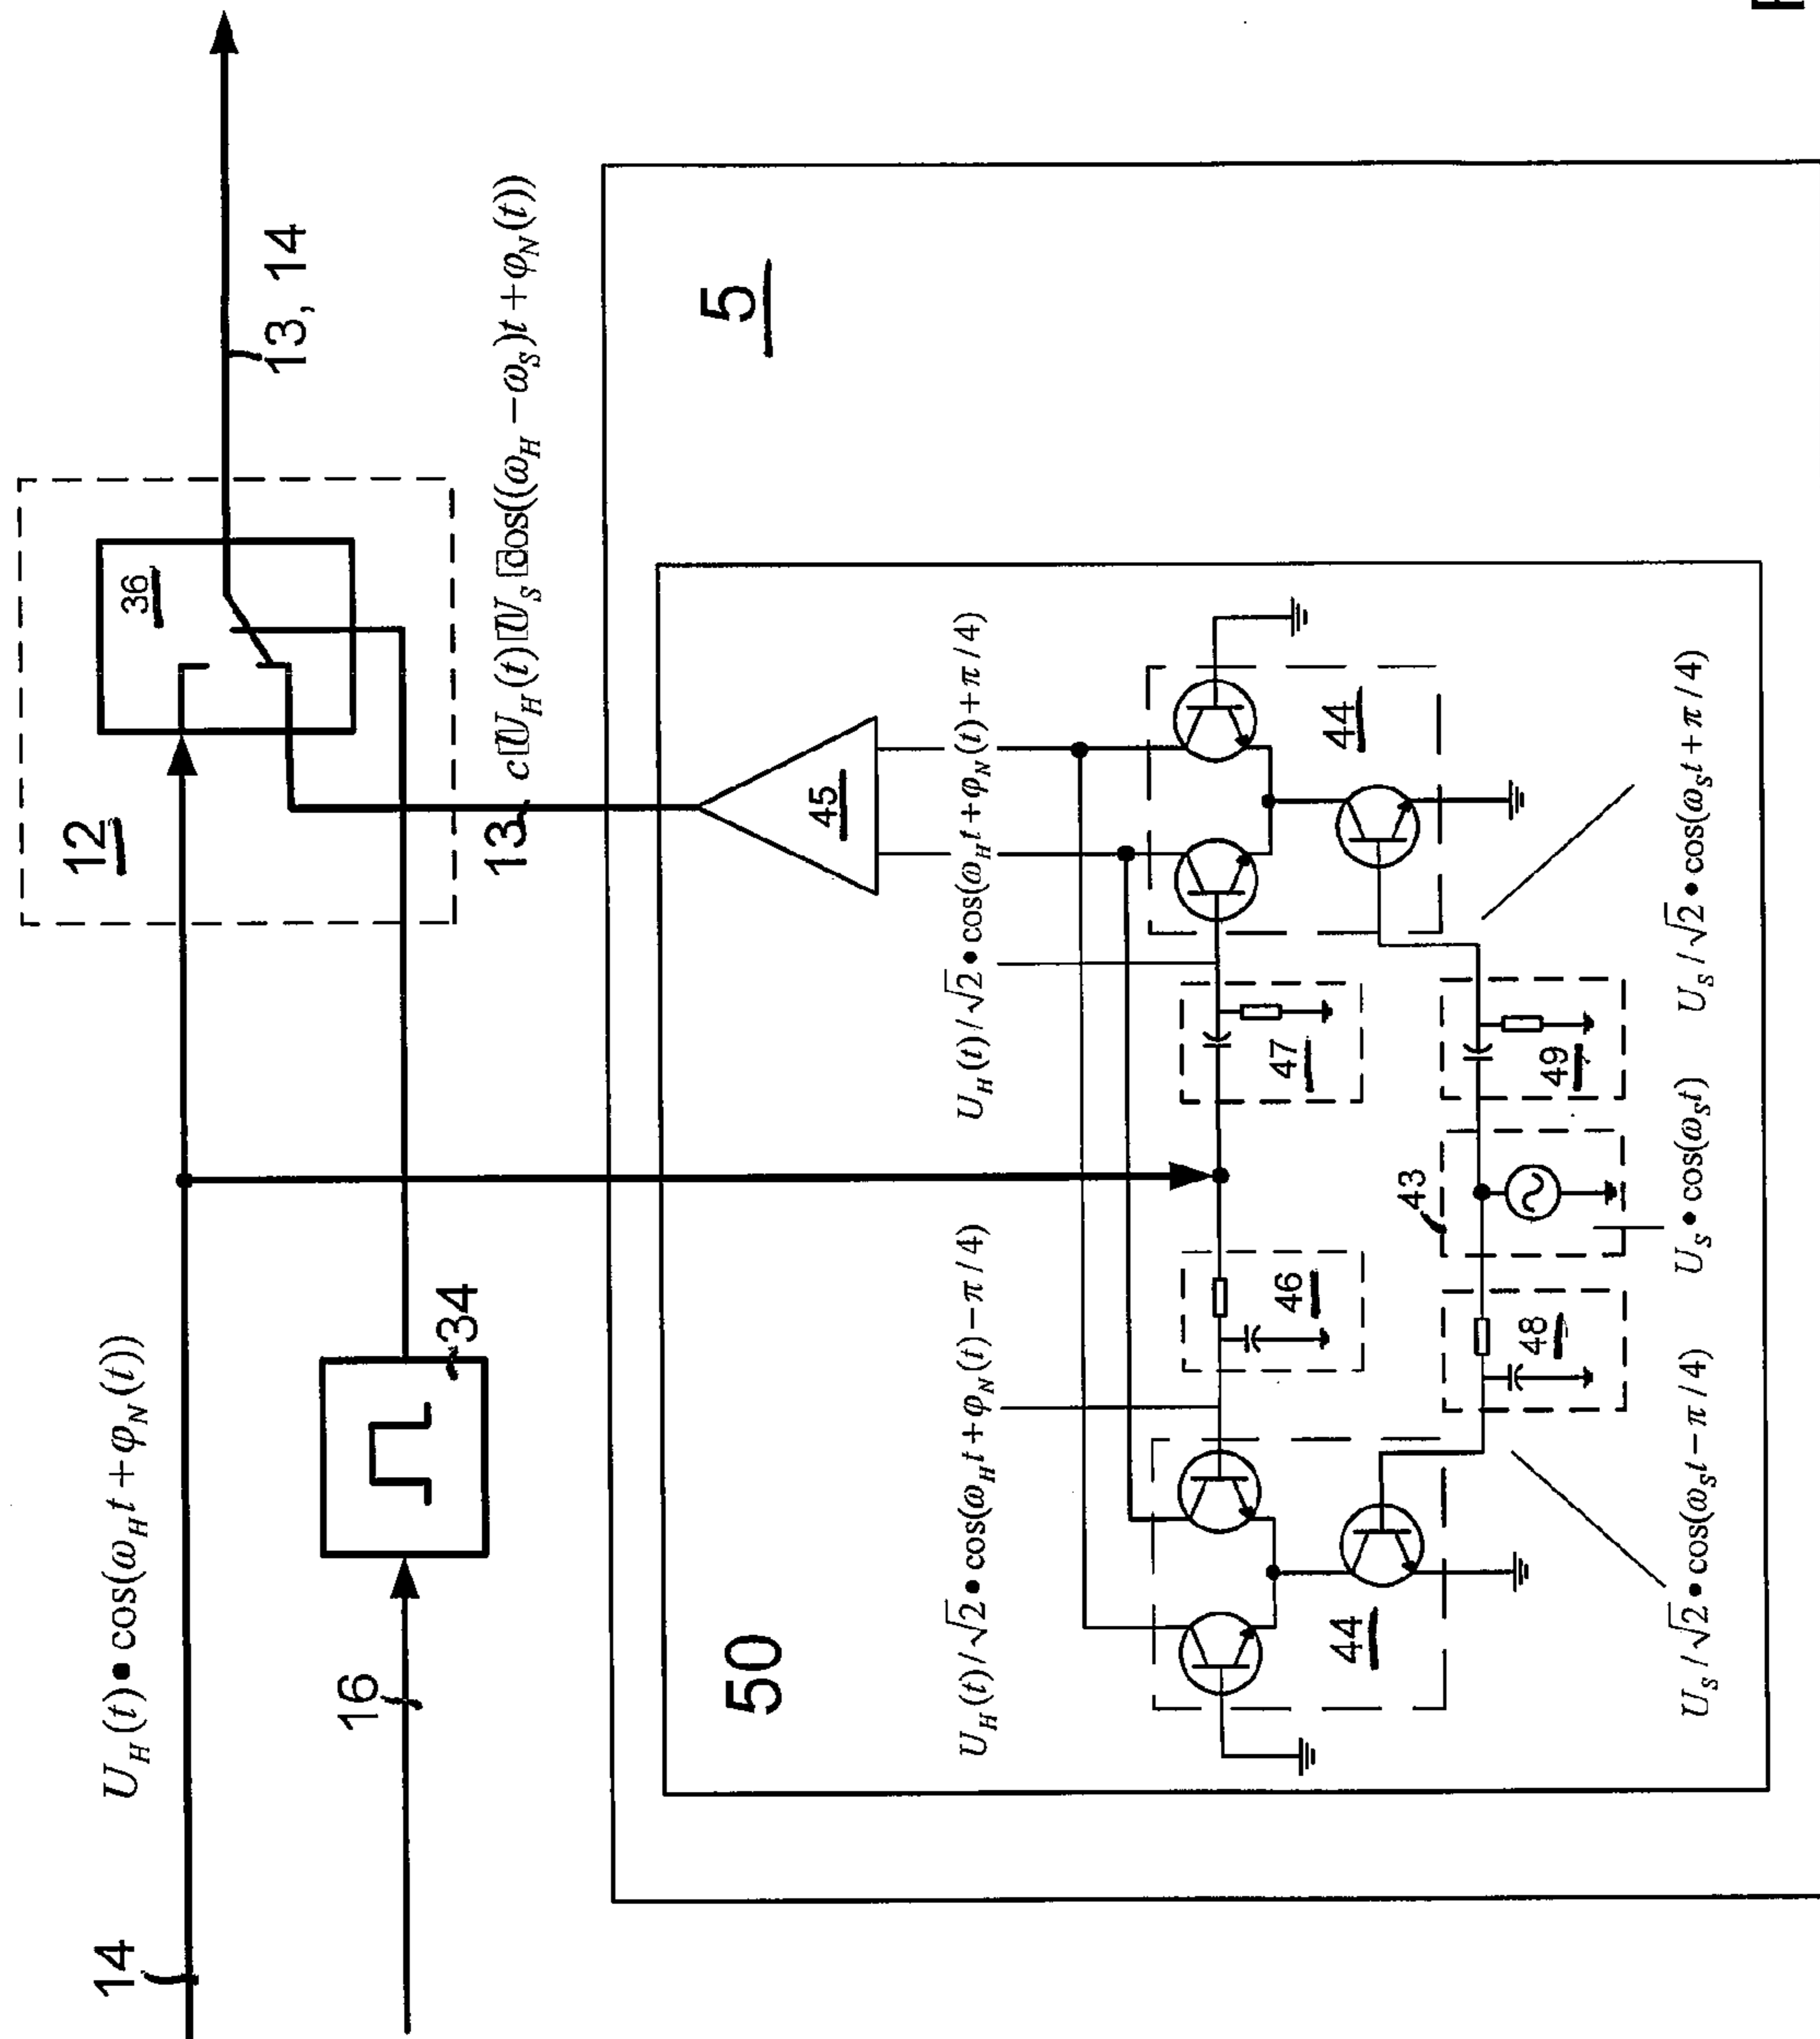 14
U_H(t)•cos(ω_H t+φ_N(t))
16
34
12
36
13, 14
13
c▯U_H(t)▯U_S▯cos((ω_H−ω_S)t+φ_N(t))
5
50
45
U_H(t)/√2•cos(ω_H t+φ_N(t)−π/4)
U_H(t)/√2•cos(ω_H t+φ_N(t)+π/4)
44
46
47
44
48
43
49
U_S/√2•cos(ω_S t−π/4)
U_S•cos(ω_S t)
U_S/√2•cos(ω_S t+π/4)